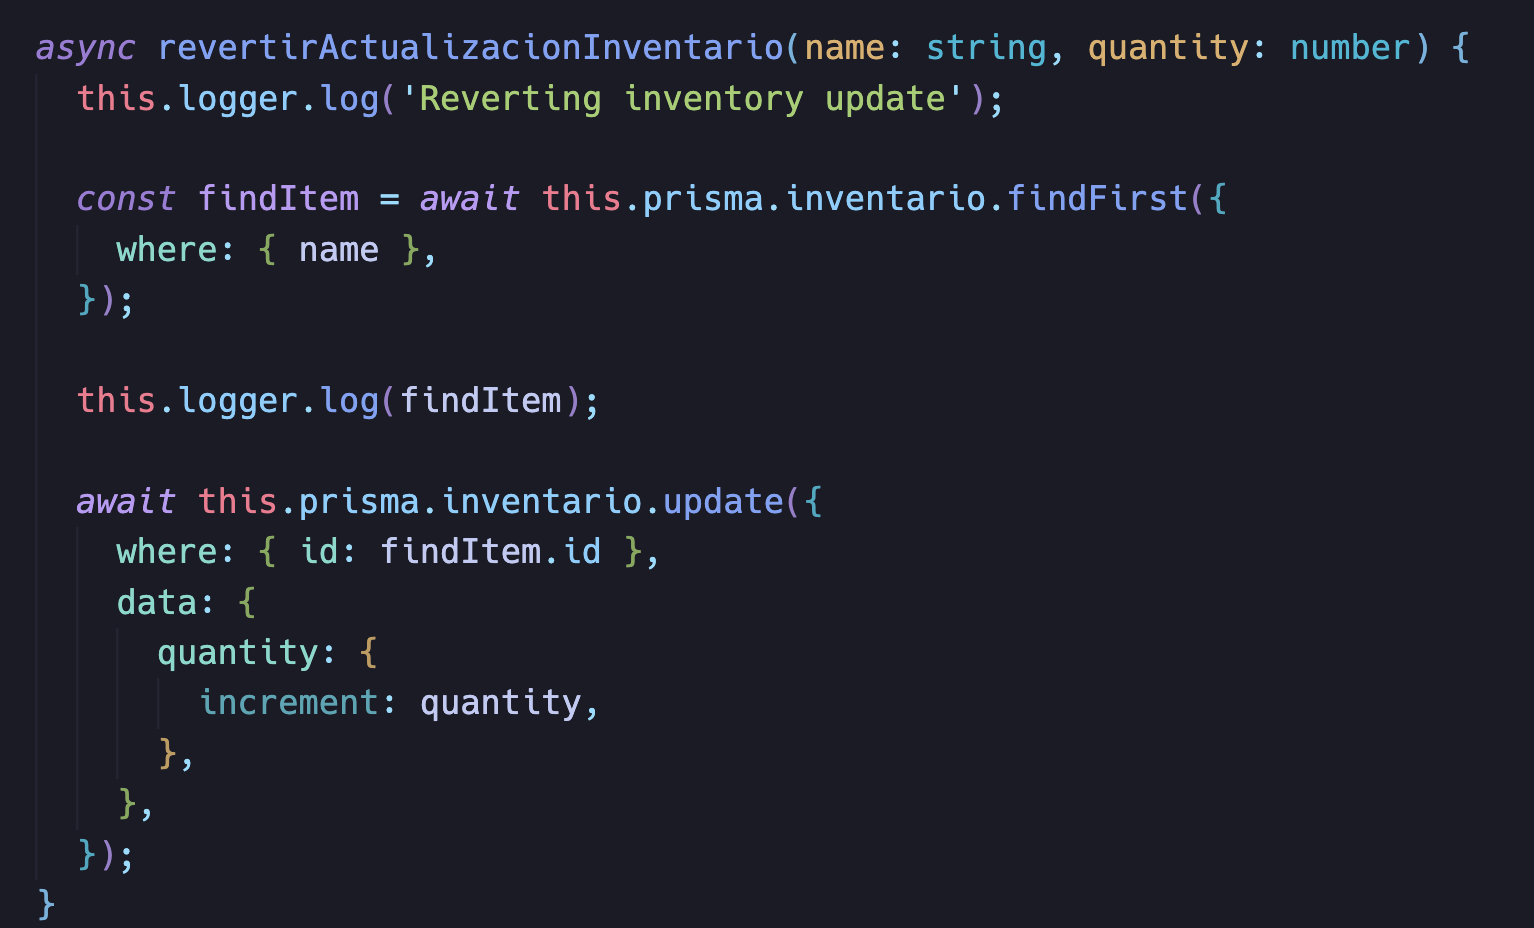 async revertirActualizacionInventario(name: string, quantity: number) {
this.logger.log('Reverting inventory update');
const findItem = await this.prisma.inventario.findFirst({
where: { name },
});
this.logger.log(findItem);
await this.prisma.inventario.update({
where: { id: findItem.id },
data: {
quantity: {
increment: quantity,
},
},
});
}